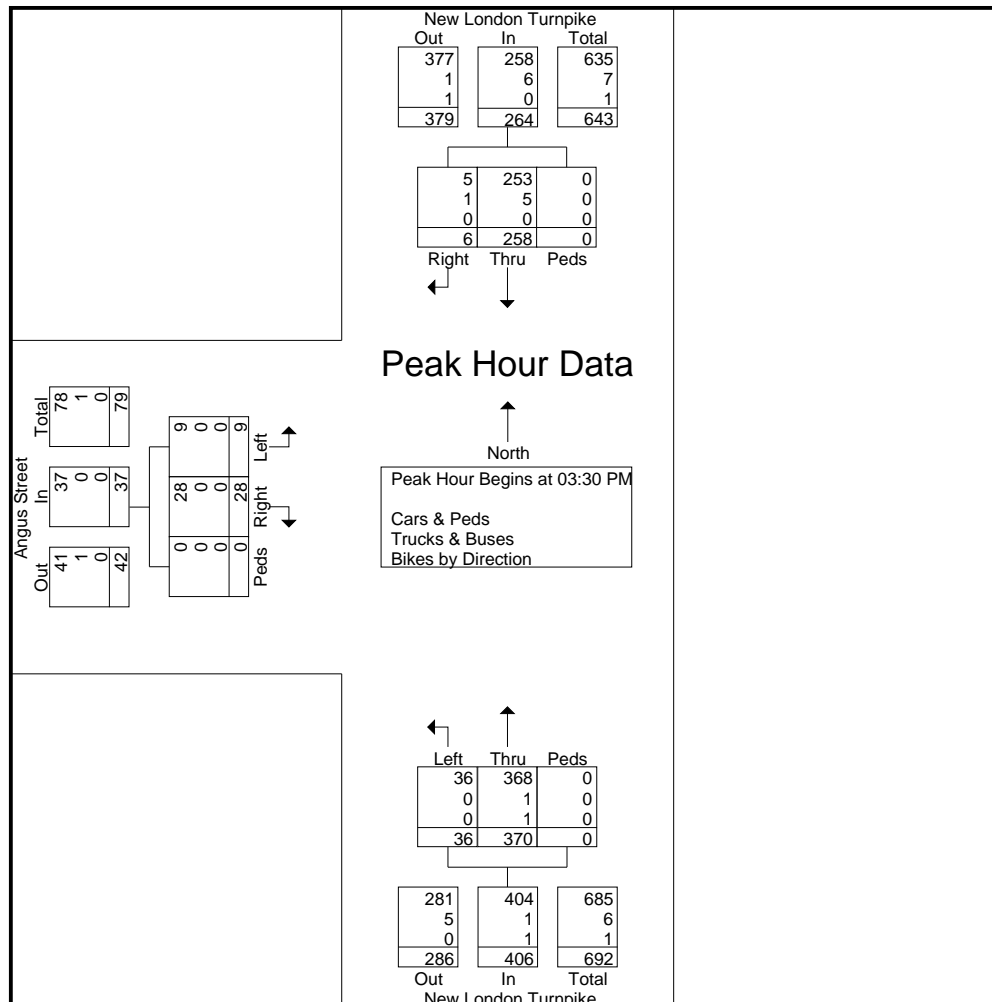 New London Turnpike
Out In Total
377 258 635
1 6 7
1 0 1
379 264 643
5 253 0
1 5 0
0 0 0
6 258 0
Right Thru Peds
Peak Hour Data
North
Peak Hour Begins at 03:30 PM
Cars & Peds
Trucks & Buses
Bikes by Direction
Angus Street
Out In Total
41 37 78
1 0 1
0 0 0
42 37 79
0 28 9
0 0 0
0 0 0
0 28 9
Peds Right Left
Left Thru Peds
36 368 0
0 1 0
0 1 0
36 370 0
281 404 685
5 1 6
0 1 1
286 406 692
Out In Total
New London Turnpike